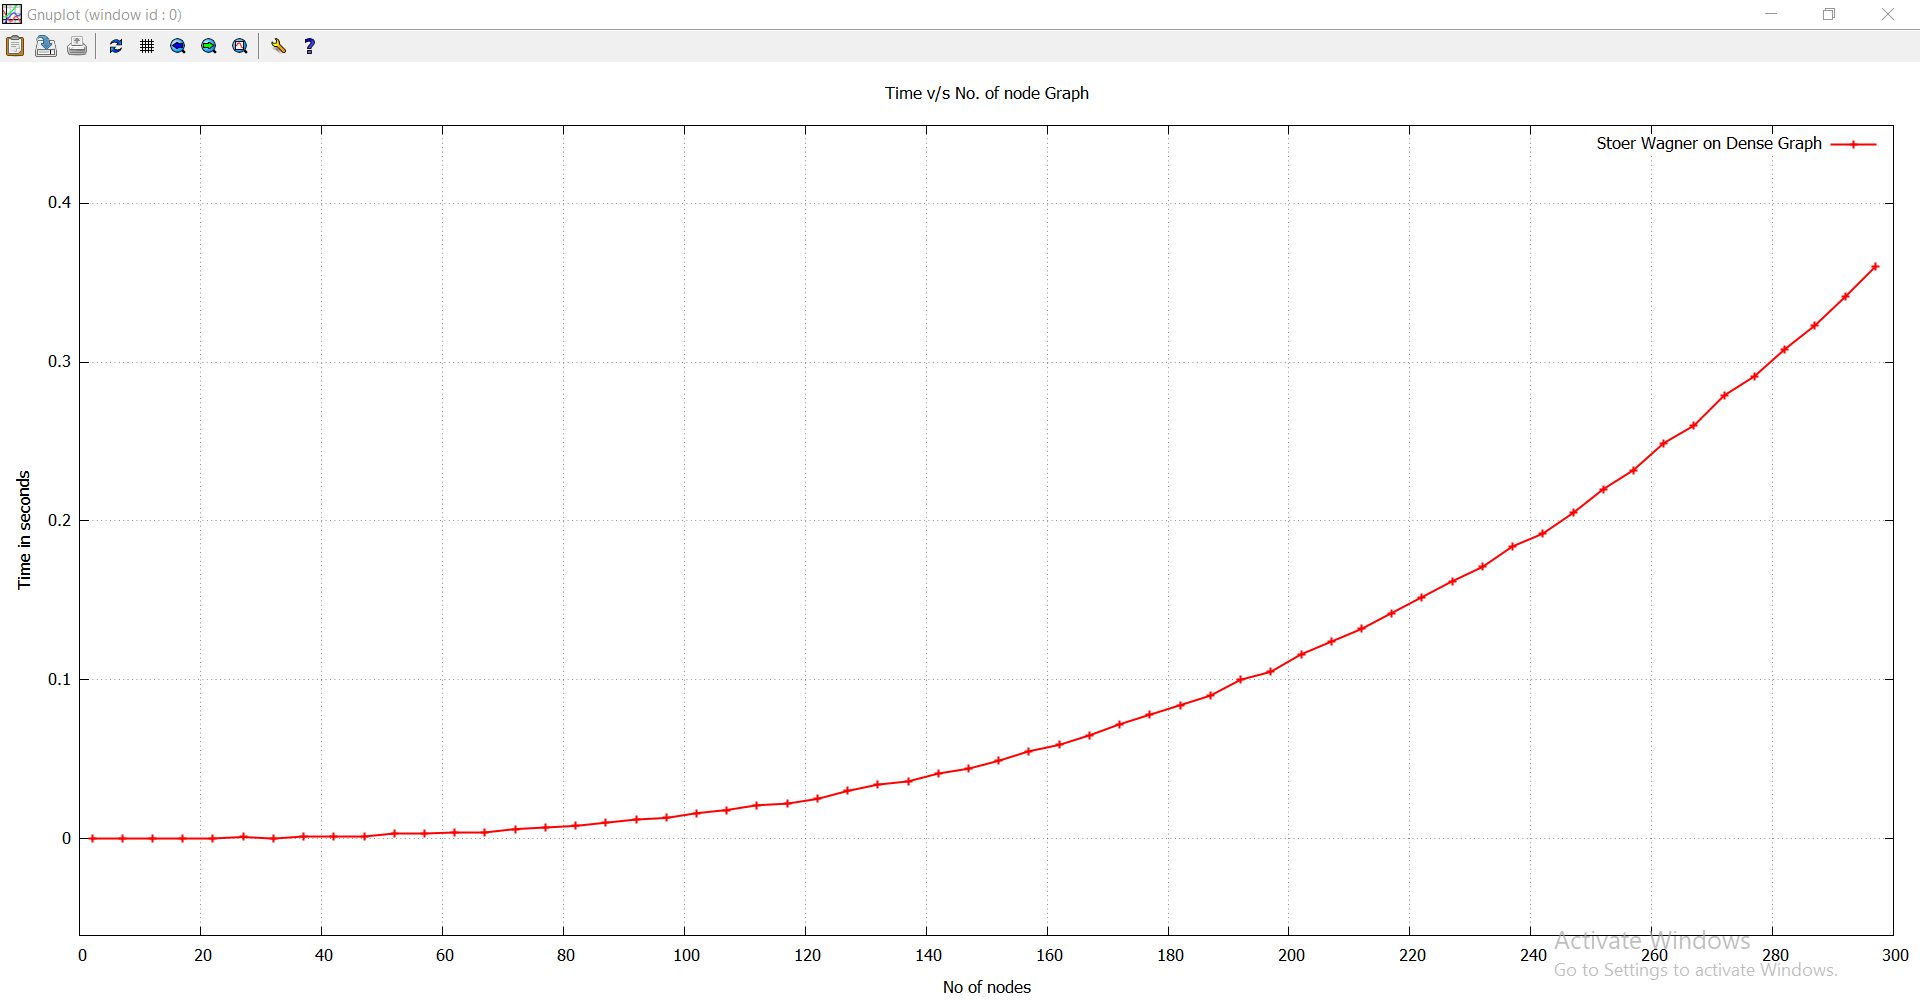 Gnuplot (window id : 0)
?
Time v/s No. of node Graph
Stoer Wagner on Dense Graph
0.4
0.3
0.2
0.1
0
Time in seconds
0 20 40 60 80 100 120 140 160 180 200 220 240 260 280 300
No of nodes
Activate Windows
Go to Settings to activate Windows.